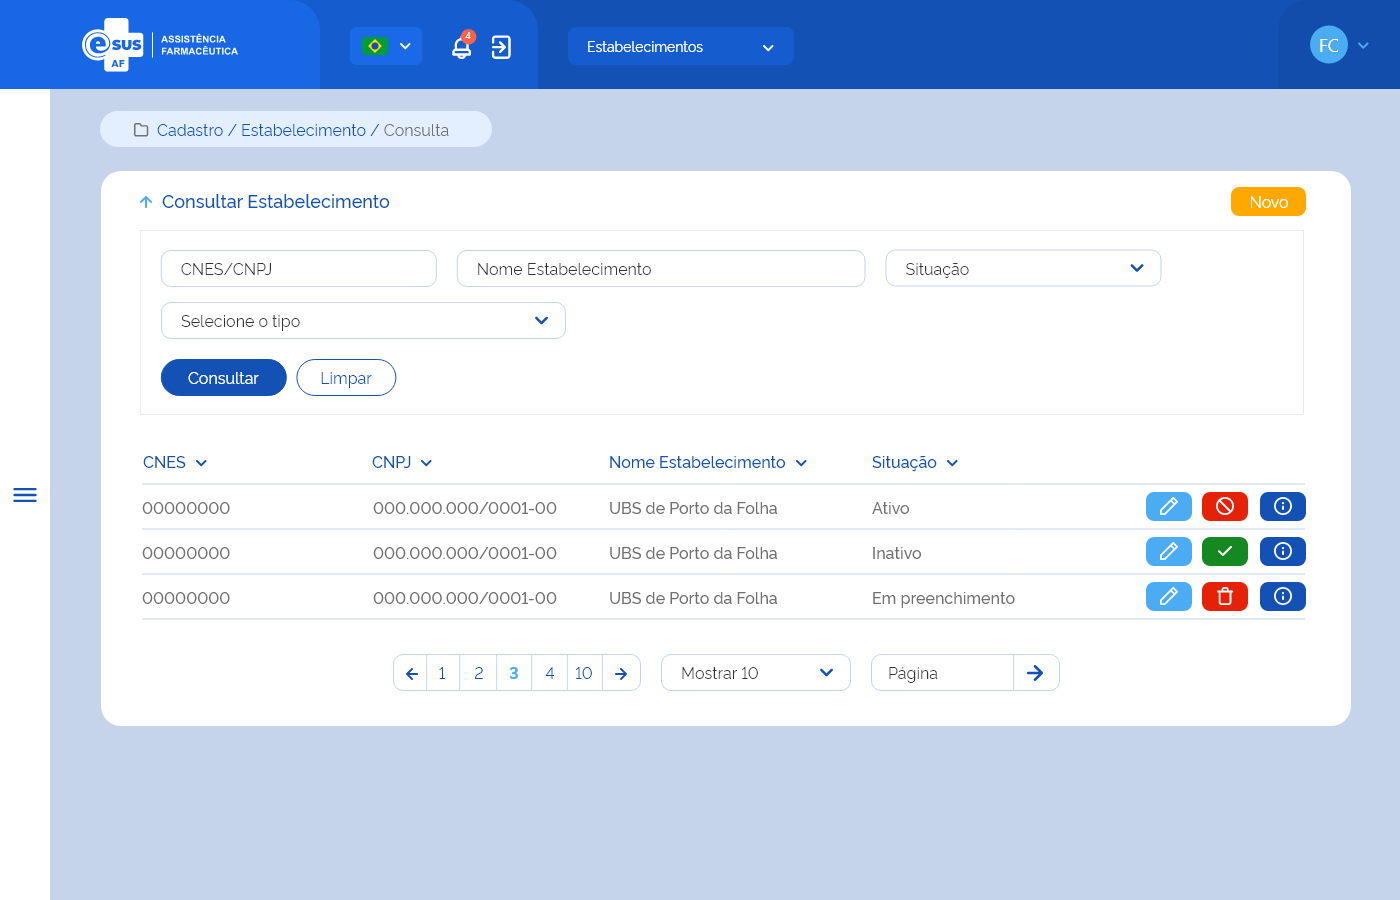 e sus
AF
ASSISTÊNCIA
FARMACÊUTICA
4
Estabelecimentos
FC
Cadastro / Estabelecimento / Consulta
Consultar Estabelecimento
Novo
CNES/CNPJ
Nome Estabelecimento
Situação
Selecione o tipo
Consultar
Limpar
CNES CNPJ Nome Estabelecimento Situação
00000000 000.000.000/0001-00 UBS de Porto da Folha Ativo
00000000 000.000.000/0001-00 UBS de Porto da Folha Inativo
00000000 000.000.000/0001-00 UBS de Porto da Folha Em preenchimento
1 2 3 4 10
Mostrar 10
Página